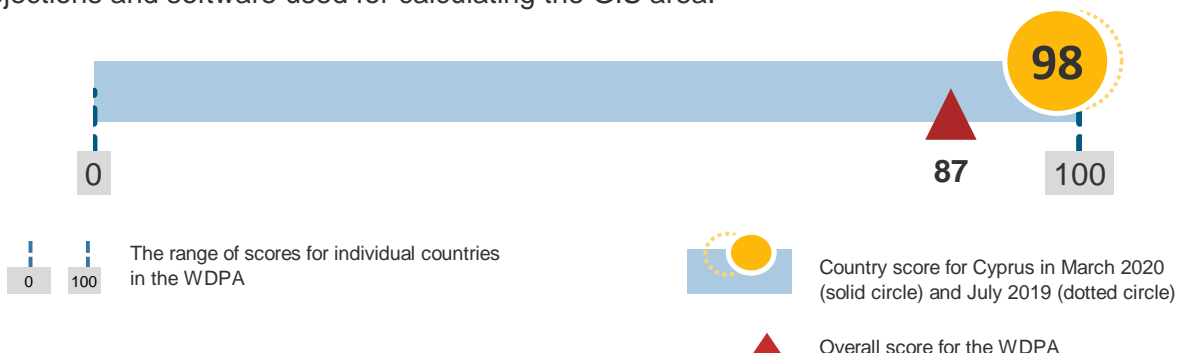 software used for calculating the GIS area.
98
0
87
100
0
100
The range of scores for individual countries
in the WDPA
Country score for Cyprus in March 2020
(solid circle) and July 2019 (dotted circle)
Overall score for the WDPA